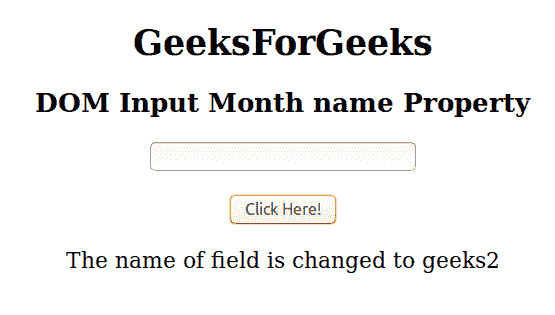 GeeksForGeeks
DOM Input Month name Property
Click Here!
The name of field is changed to geeks2